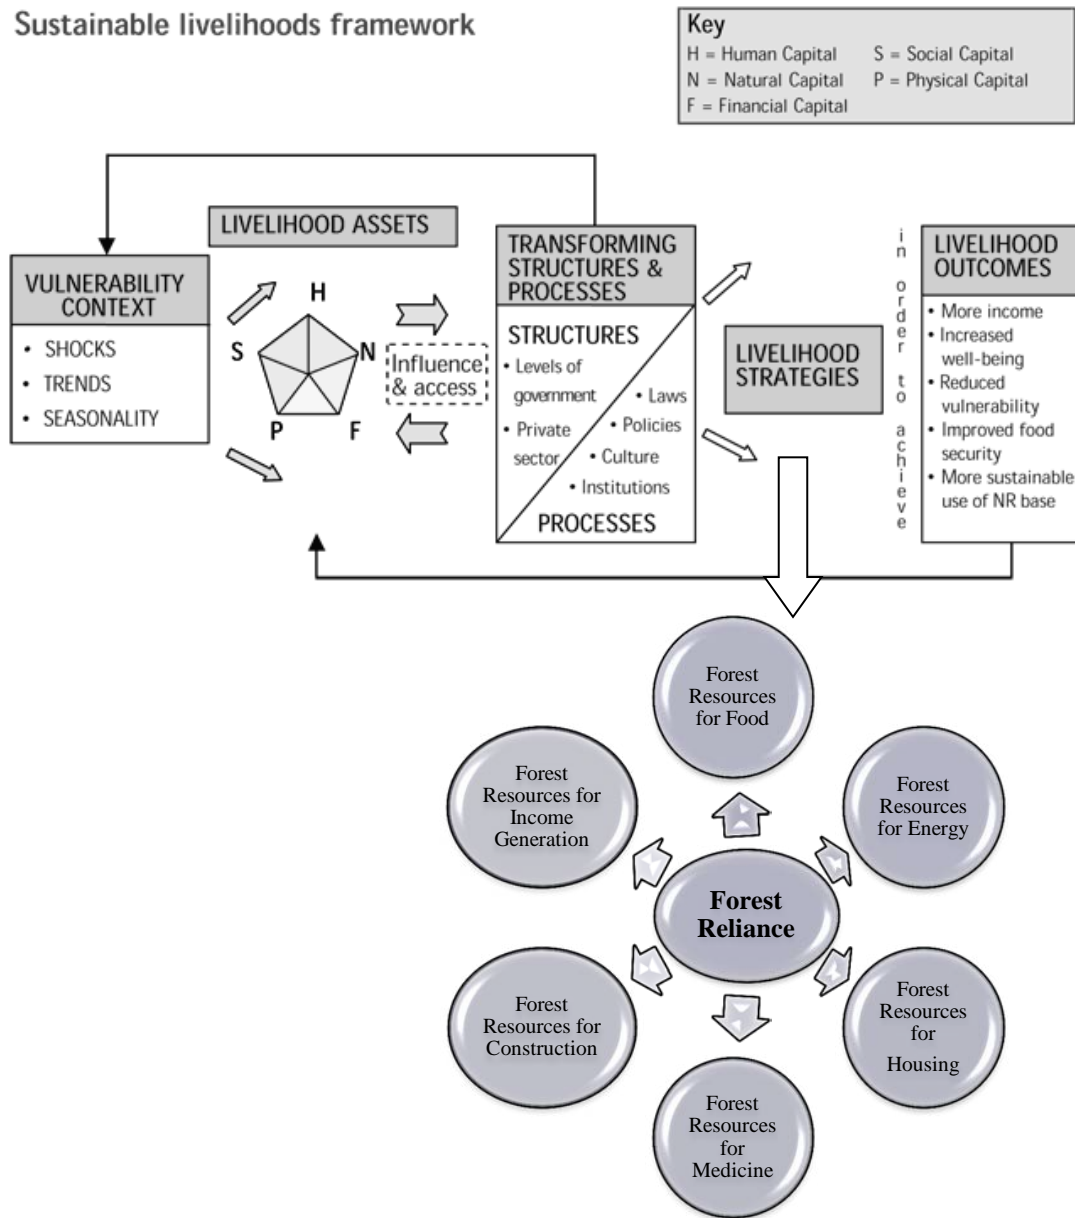 Sustainable livelihoods framework
Key
H = Human Capital S = Social Capital
N = Natural Capital P = Physical Capital
F = Financial Capital
LIVELIHOOD ASSETS
VULNERABILITY
CONTEXT
• SHOCKS
• TRENDS
• SEASONALITY
H
S
N
P
F
Influence
& access
TRANSFORMING
STRUCTURES &
PROCESSES
STRUCTURES
• Levels of
government
• Private
sector
• Laws
• Policies
• Culture
• Institutions
PROCESSES
LIVELIHOOD
STRATEGIES
in order to achieve
LIVELIHOOD
OUTCOMES
• More income
• Increased
well-being
• Reduced
vulnerability
• Improved food
security
• More sustainable
use of NR base
Forest
Resources
for Food
Forest
Resources for
Income
Generation
Forest
Resources
for Energy
Forest
Reliance
Forest
Resources for
Construction
Forest
Resources
for
Housing
Forest
Resources
for
Medicine